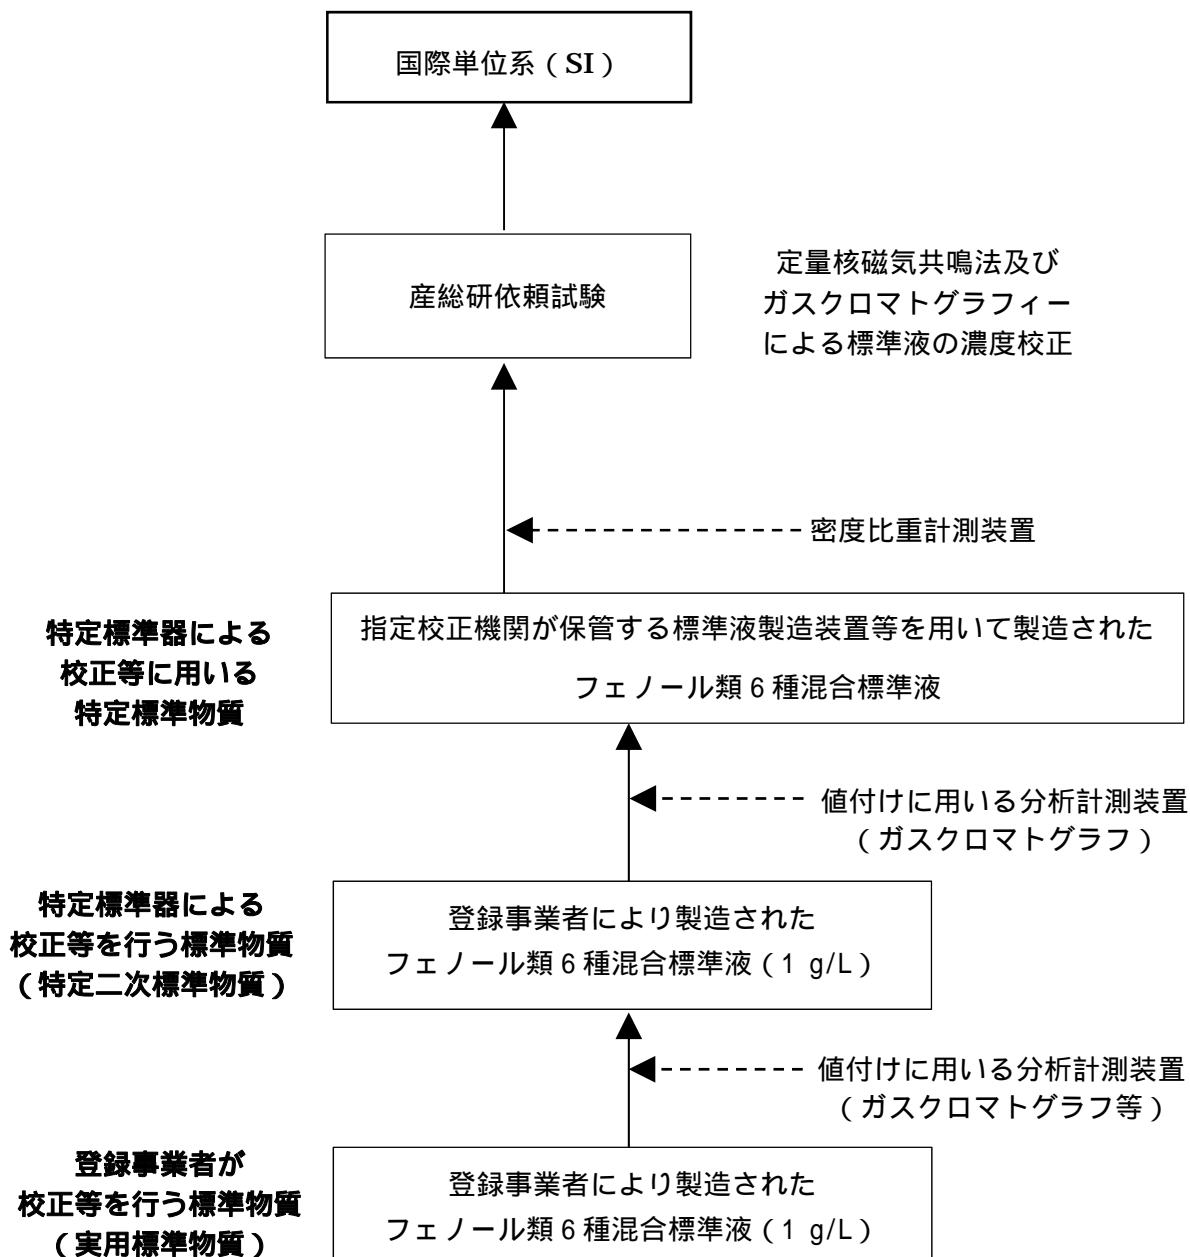 国際単位系（SI）
産総研依頼試験
定量核磁気共鳴法及び
ガスクロマトグラフィー
による標準液の濃度校正
密度比重計測装置
特定標準器による
校正等に用いる
特定標準物質
指定校正機関が保管する標準液製造装置等を用いて製造された
フェノール類６種混合標準液
値付けに用いる分析計測装置
（ガスクロマトグラフ）
特定標準器による
校正等を行う標準物質
（特定二次標準物質）
登録事業者により製造された
フェノール類６種混合標準液（1 g/L）
値付けに用いる分析計測装置
（ガスクロマトグラフ等）
登録事業者が
校正等を行う標準物質
（実用標準物質）
登録事業者により製造された
フェノール類６種混合標準液（1 g/L）